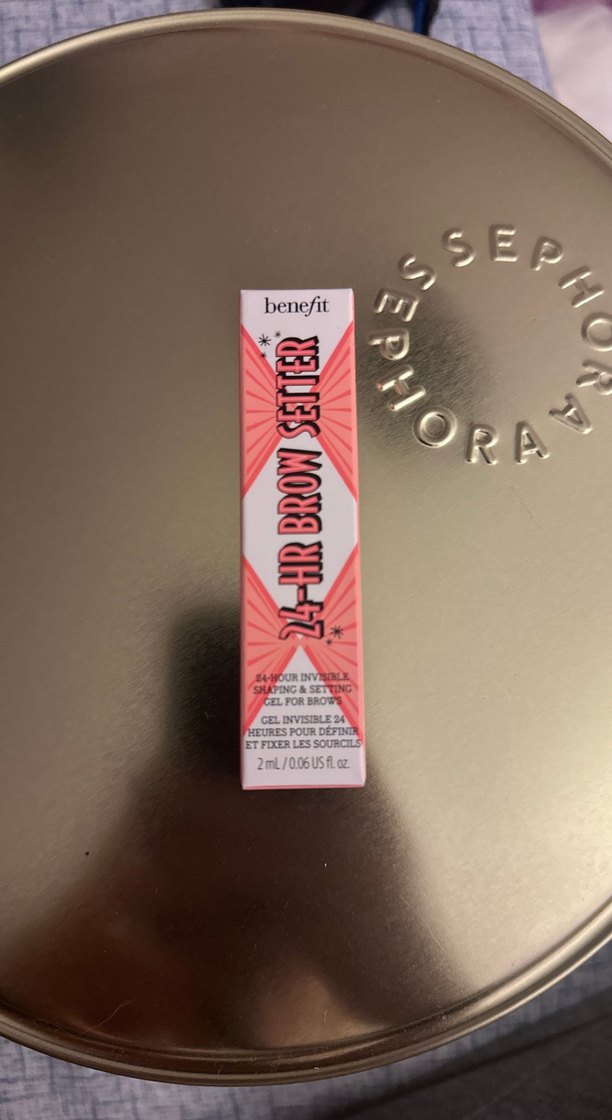 benefit
24-HR BROW SETTER
24-HOUR INVISIBLE
SHAPING & SETTING
GEL FOR BROWS
GEL INVISIBLE 24
HEURES POUR DÉFINIR
ET FIXER LES SOURCILS
2 mL / 0.06 US fl. oz.
SEPHORA
SEPHORA